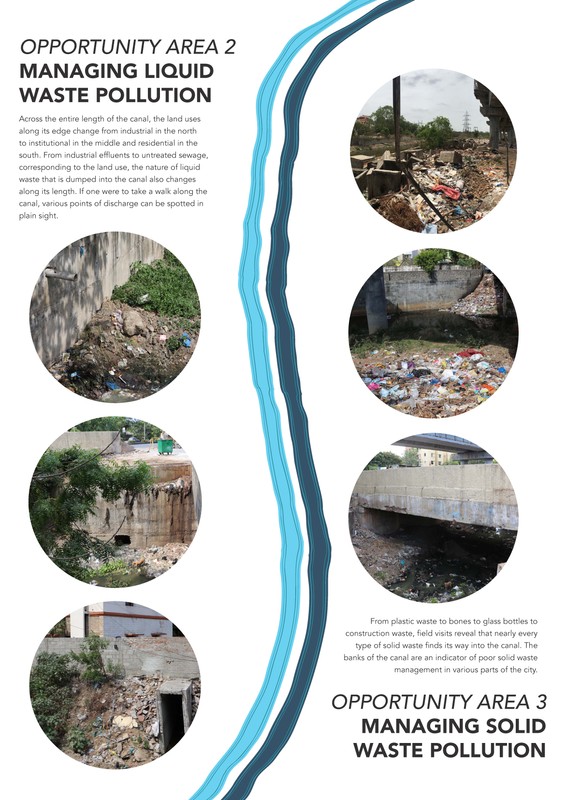 OPPORTUNITY AREA 2
MANAGING LIQUID
WASTE POLLUTION
Across the entire length of the canal, the land uses
along its edge change from industrial in the north
to institutional in the middle and residential in the
south. From industrial effluents to untreated sewage,
corresponding to the land use, the nature of liquid
waste that is dumped into the canal also changes
along its length. If one were to take a walk along the
canal, various points of discharge can be spotted in
plain sight.
From plastic waste to bones to glass bottles to
construction waste, field visits reveal that nearly every
type of solid waste finds its way into the canal. The
banks of the canal are an indicator of poor solid waste
management in various parts of the city.
OPPORTUNITY AREA 3
MANAGING SOLID
WASTE POLLUTION